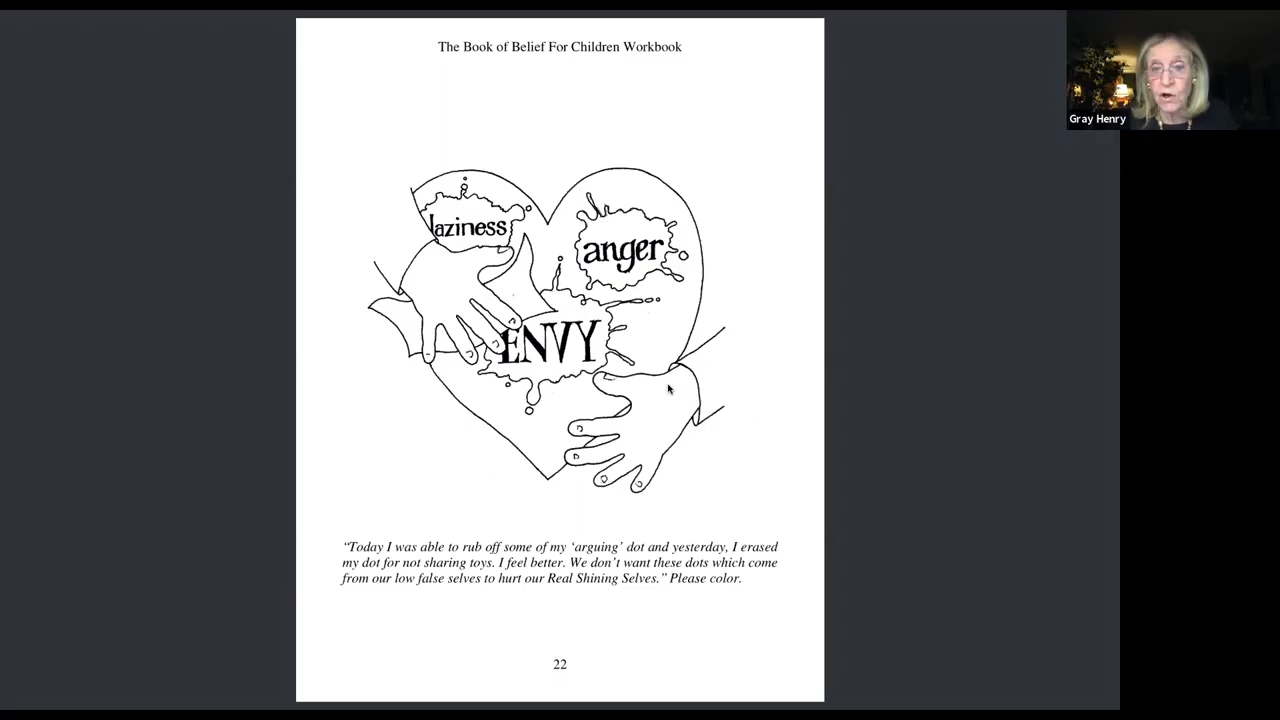 The Book of Belief For Children Workbook
Gray Henry
laziness
anger
ENVY
“Today I was able to rub off some of my ‘arguing’ dot and yesterday, I erased
my dot for not sharing toys. I feel better. We don’t want these dots which come
from our low false selves to hurt our Real Shining Selves.” Please color.
22